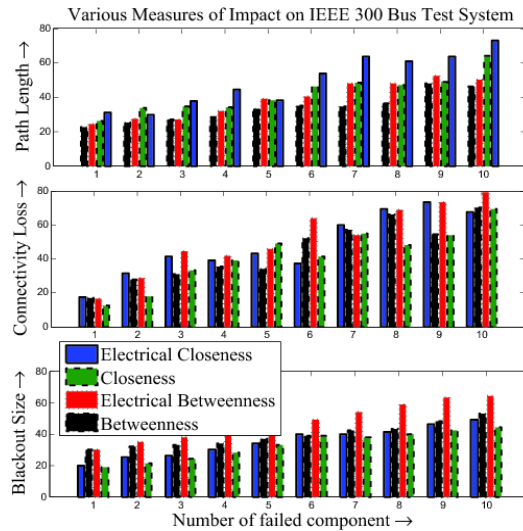 Various Measures of Impact on IEEE 300 Bus Test System
Path Length →
80
60
40
20
0
1 2 3 4 5 6 7 8 9 10
Connectivity Loss →
80
60
40
20
0
1 2 3 4 5 6 7 8 9 10
Electrical Closeness
Closeness
Electrical Betweenness
Betweenness
Blackout Size →
80
60
40
20
0
1 2 3 4 5 6 7 8 9 10
Number of failed component →